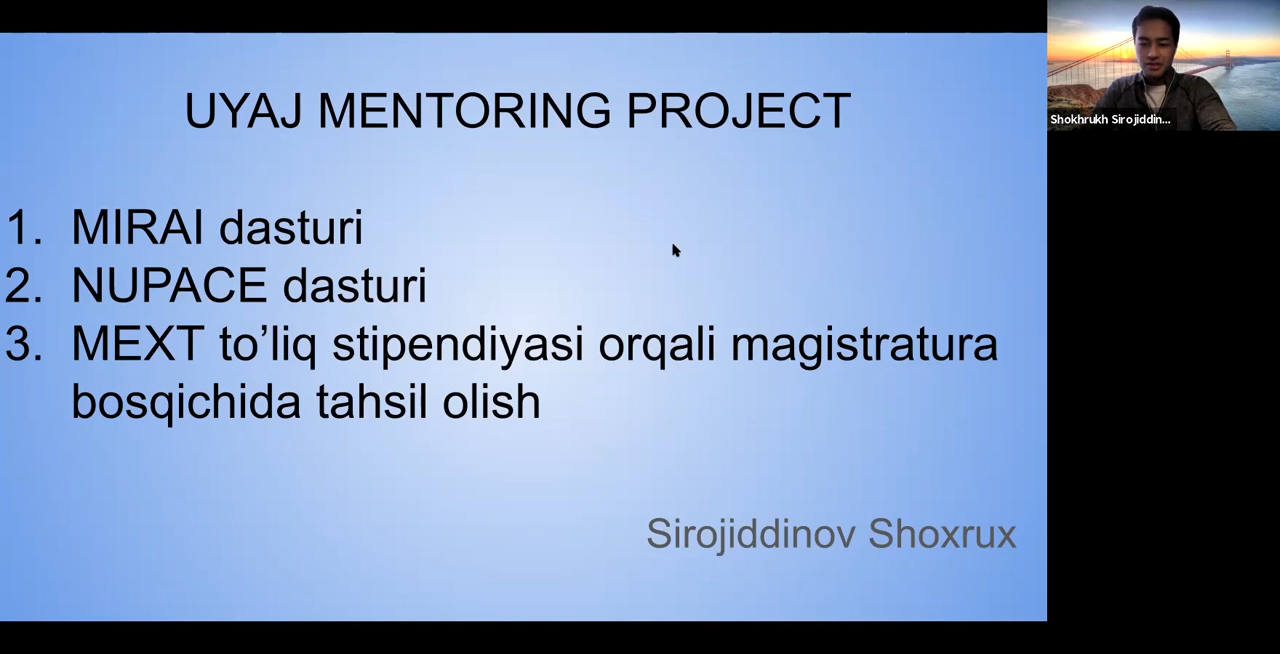 UYAJ MENTORING PROJECT
1. MIRAI dasturi
2. NUPACE dasturi
3. MEXT to’liq stipendiyasi orqali magistratura
bosqichida tahsil olish
Sirojiddinov Shoxrux
Shokhrukh Sirojiddin...